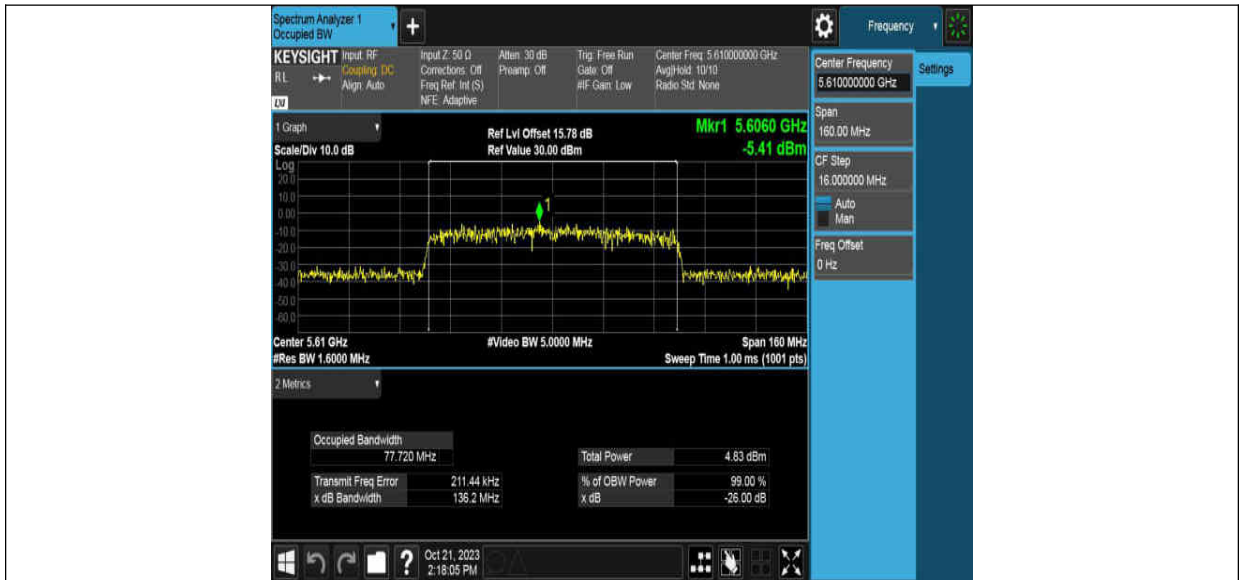 Spectrum Analyzer 1
Occupied BW
+
Frequency
KEYSIGHT
RL
LXI
Input: RF
Coupling: DC
Align: Auto
Input Z: 50 Ω
Corrections: Off
Freq Ref: Int (S)
NFE: Adaptive
Atten: 30 dB
Preamp: Off
Trig: Free Run
Gate: Off
#IF Gain: Low
Center Freq: 5.610000000 GHz
Avg|Hold: 10/10
Radio Std: None
Center Frequency
5.610000000 GHz
Settings
Span
160.00 MHz
CF Step
16.000000 MHz
Auto
Man
Freq Offset
0 Hz
1 Graph
Scale/Div 10.0 dB
Ref Lvl Offset 15.78 dB
Ref Value 30.00 dBm
Mkr1 5.6060 GHz
-5.41 dBm
Log
20.0
10.0
0.00
-10.0
-20.0
-30.0
-40.0
-50.0
-60.0
1
Center 5.61 GHz
#Video BW 5.0000 MHz
Span 160 MHz
#Res BW 1.6000 MHz
Sweep Time 1.00 ms (1001 pts)
2 Metrics
Occupied Bandwidth
77.720 MHz
Total Power 4.83 dBm
Transmit Freq Error 211.44 kHz
% of OBW Power 99.00 %
x dB Bandwidth 136.2 MHz
x dB -26.00 dB
?
Oct 21, 2023
2:18:05 PM